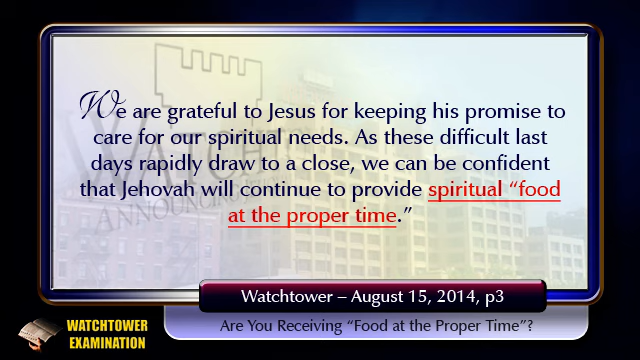 We are grateful to Jesus for keeping his promise to
care for our spiritual needs. As these difficult last
days rapidly draw to a close, we can be confident
that Jehovah will continue to provide spiritual “food
at the proper time.”
WATCH
ANNOUNCING
Watchtower – August 15, 2014, p3
Are You Receiving “Food at the Proper Time”?
WATCHTOWER
EXAMINATION